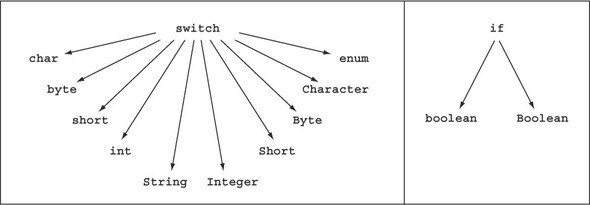 switch
if
char
enum
byte
Character
short
Byte
boolean
Boolean
int
Short
String
Integer